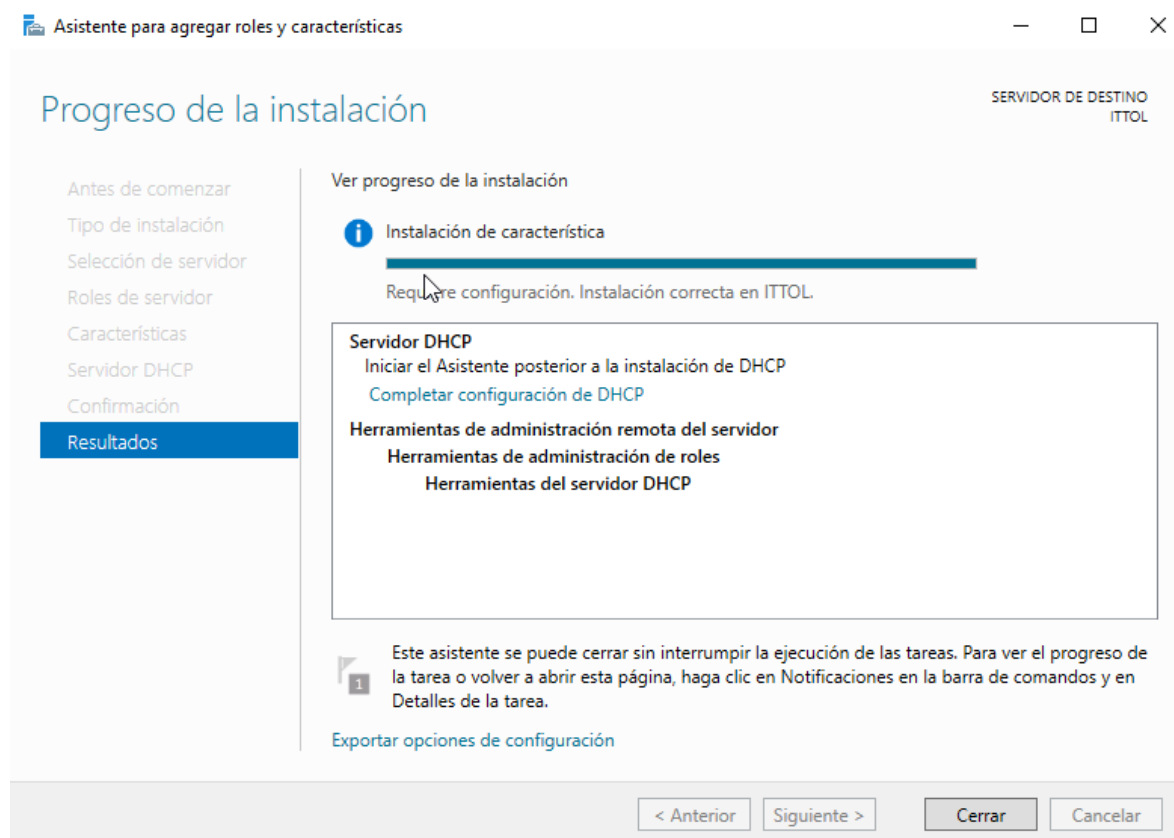 Asistente para agregar roles y características
Progreso de la instalación
SERVIDOR DE DESTINO
ITTOL
Antes de comenzar
Tipo de instalación
Selección de servidor
Roles de servidor
Características
Servidor DHCP
Confirmación
Resultados
Ver progreso de la instalación
Instalación de característica
Requiere configuración. Instalación correcta en ITTOL.
Servidor DHCP
Iniciar el Asistente posterior a la instalación de DHCP
Completar configuración de DHCP
Herramientas de administración remota del servidor
Herramientas de administración de roles
Herramientas del servidor DHCP
1
Este asistente se puede cerrar sin interrumpir la ejecución de las tareas. Para ver el progreso de
la tarea o volver a abrir esta página, haga clic en Notificaciones en la barra de comandos y en
Detalles de la tarea.
Exportar opciones de configuración
< Anterior
Siguiente >
Cerrar
Cancelar